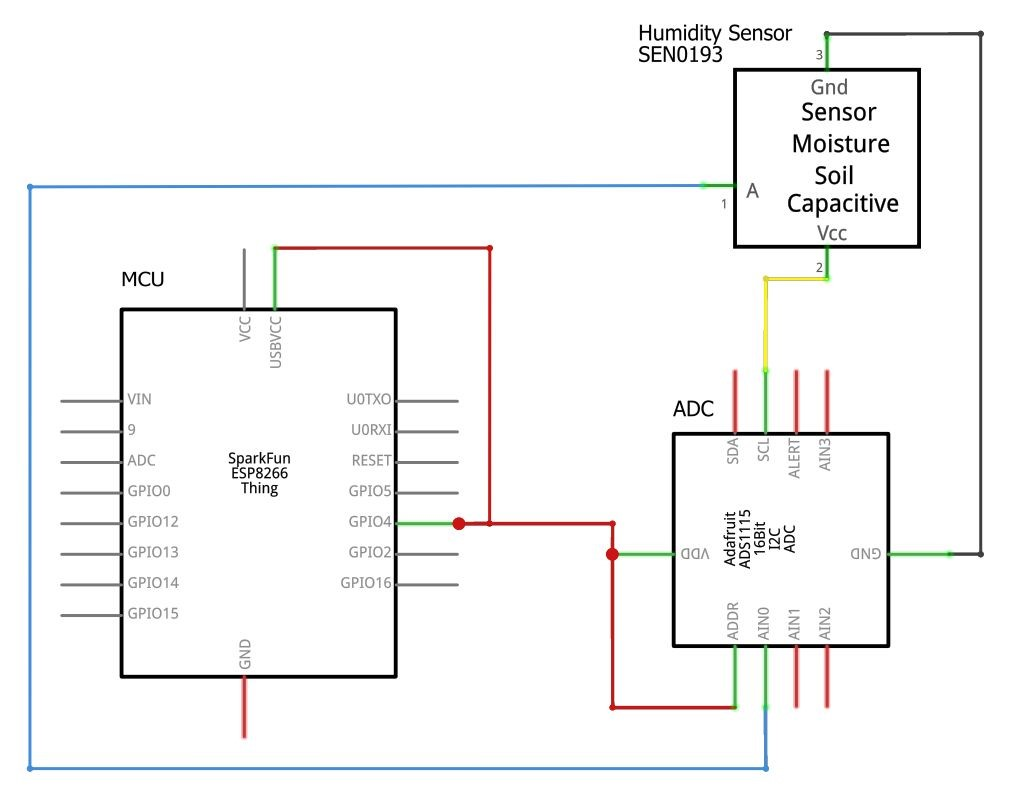 Humidity Sensor
SEN0193
3
Gnd
Sensor
Moisture
Soil
Capacitive
A
1
Vcc
2
MCU
VCC
USBVCC
VIN
9
ADC
GPIO0
GPIO12
GPIO13
GPIO14
GPIO15
SparkFun
ESP8266
Thing
U0TXO
U0RXI
RESET
GPIO5
GPIO4
GPIO2
GPIO16
GND
ADC
SDA
SCL
ALERT
AIN3
VDD
Adafruit
ADS1115
16Bit
I2C
ADC
GND
ADDR
AIN0
AIN1
AIN2